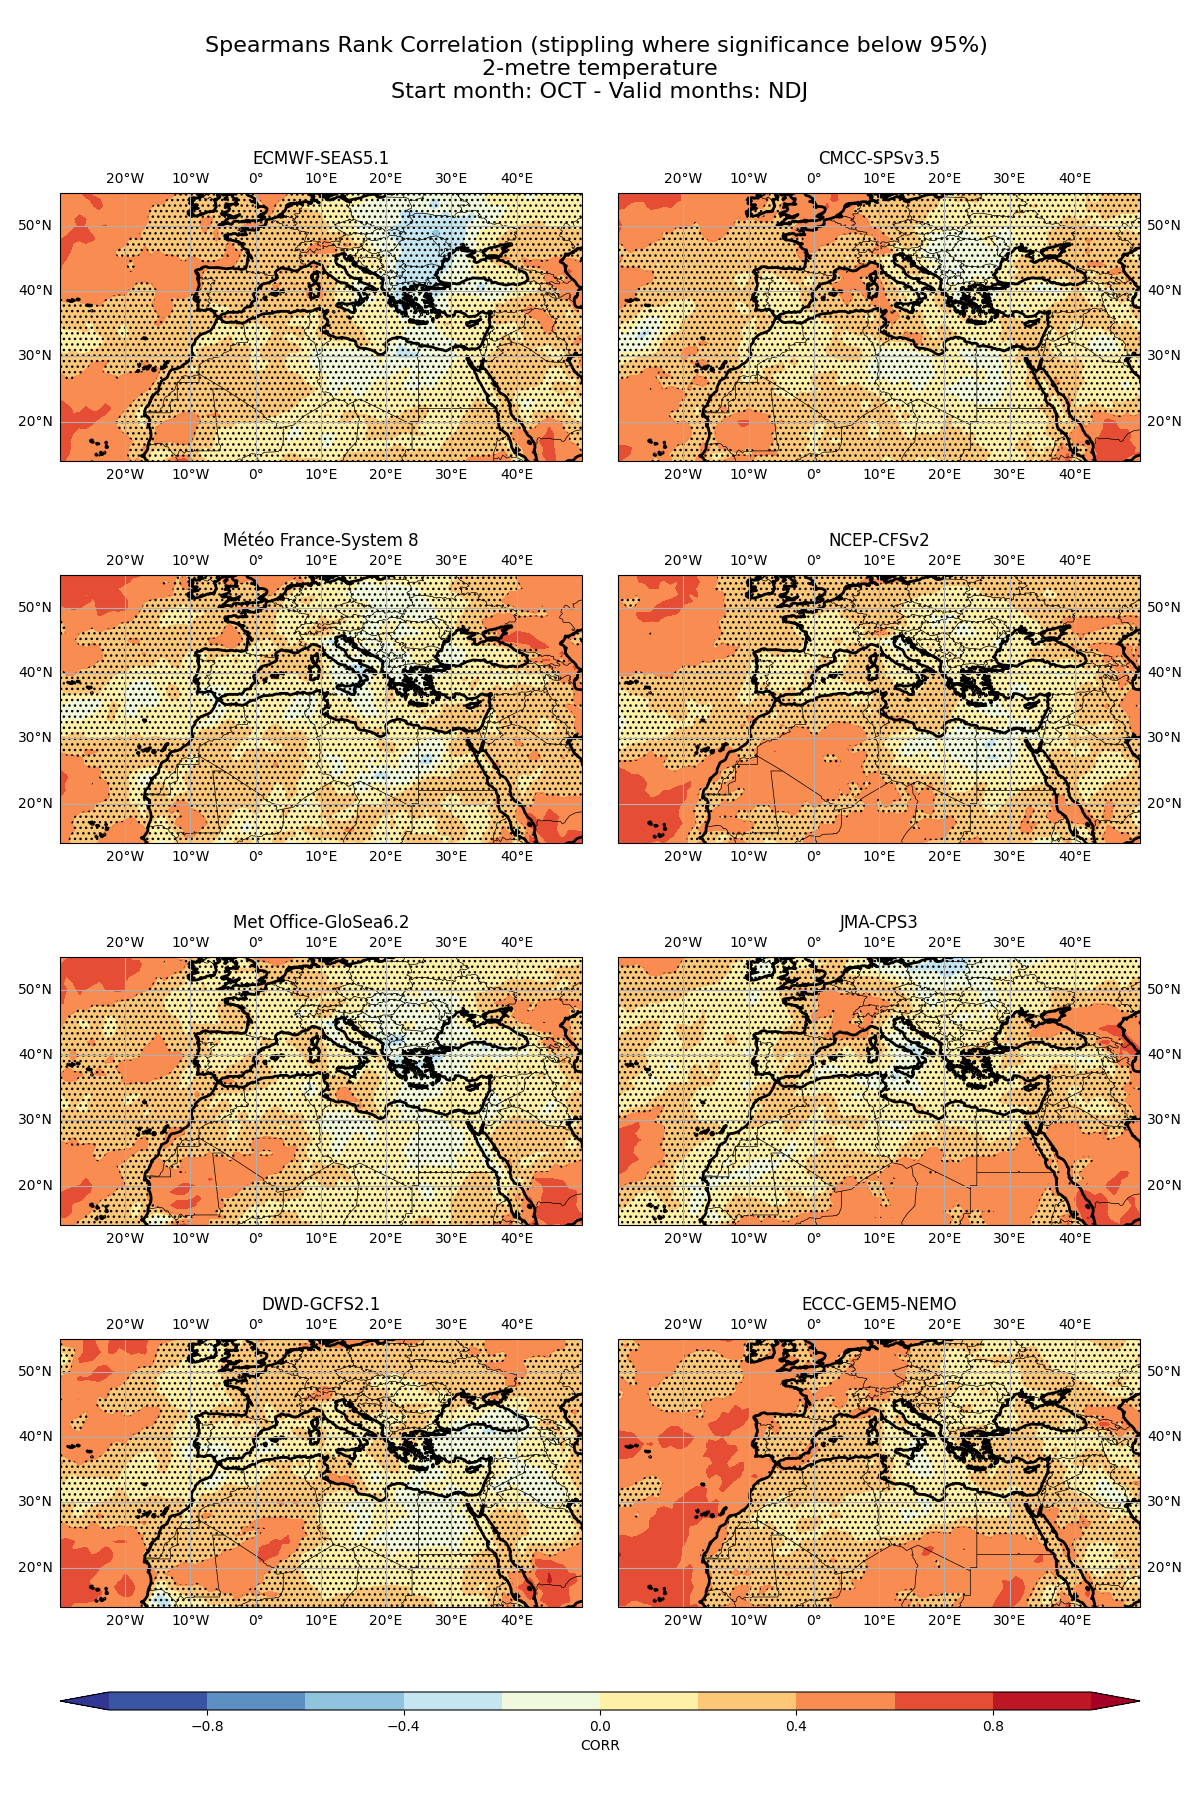 Spearmans Rank Correlation (stippling where significance below 95%)
2-metre temperature
Start month: OCT - Valid months: NDJ
ECMWF-SEAS5.1
CMCC-SPSv3.5
20°W 10°W 0° 10°E 20°E 30°E 40°E
20°W 10°W 0° 10°E 20°E 30°E 40°E
50°N
50°N
40°N
40°N
30°N
30°N
20°N
20°N
20°W 10°W 0° 10°E 20°E 30°E 40°E
20°W 10°W 0° 10°E 20°E 30°E 40°E
Météo France-System 8
NCEP-CFSv2
20°W 10°W 0° 10°E 20°E 30°E 40°E
20°W 10°W 0° 10°E 20°E 30°E 40°E
50°N
50°N
40°N
40°N
30°N
30°N
20°N
20°N
20°W 10°W 0° 10°E 20°E 30°E 40°E
20°W 10°W 0° 10°E 20°E 30°E 40°E
Met Office-GloSea6.2
JMA-CPS3
20°W 10°W 0° 10°E 20°E 30°E 40°E
20°W 10°W 0° 10°E 20°E 30°E 40°E
50°N
50°N
40°N
40°N
30°N
30°N
20°N
20°N
20°W 10°W 0° 10°E 20°E 30°E 40°E
20°W 10°W 0° 10°E 20°E 30°E 40°E
DWD-GCFS2.1
ECCC-GEM5-NEMO
20°W 10°W 0° 10°E 20°E 30°E 40°E
20°W 10°W 0° 10°E 20°E 30°E 40°E
50°N
50°N
40°N
40°N
30°N
30°N
20°N
20°N
20°W 10°W 0° 10°E 20°E 30°E 40°E
20°W 10°W 0° 10°E 20°E 30°E 40°E
−0.8 −0.4 0.0 0.4 0.8
CORR